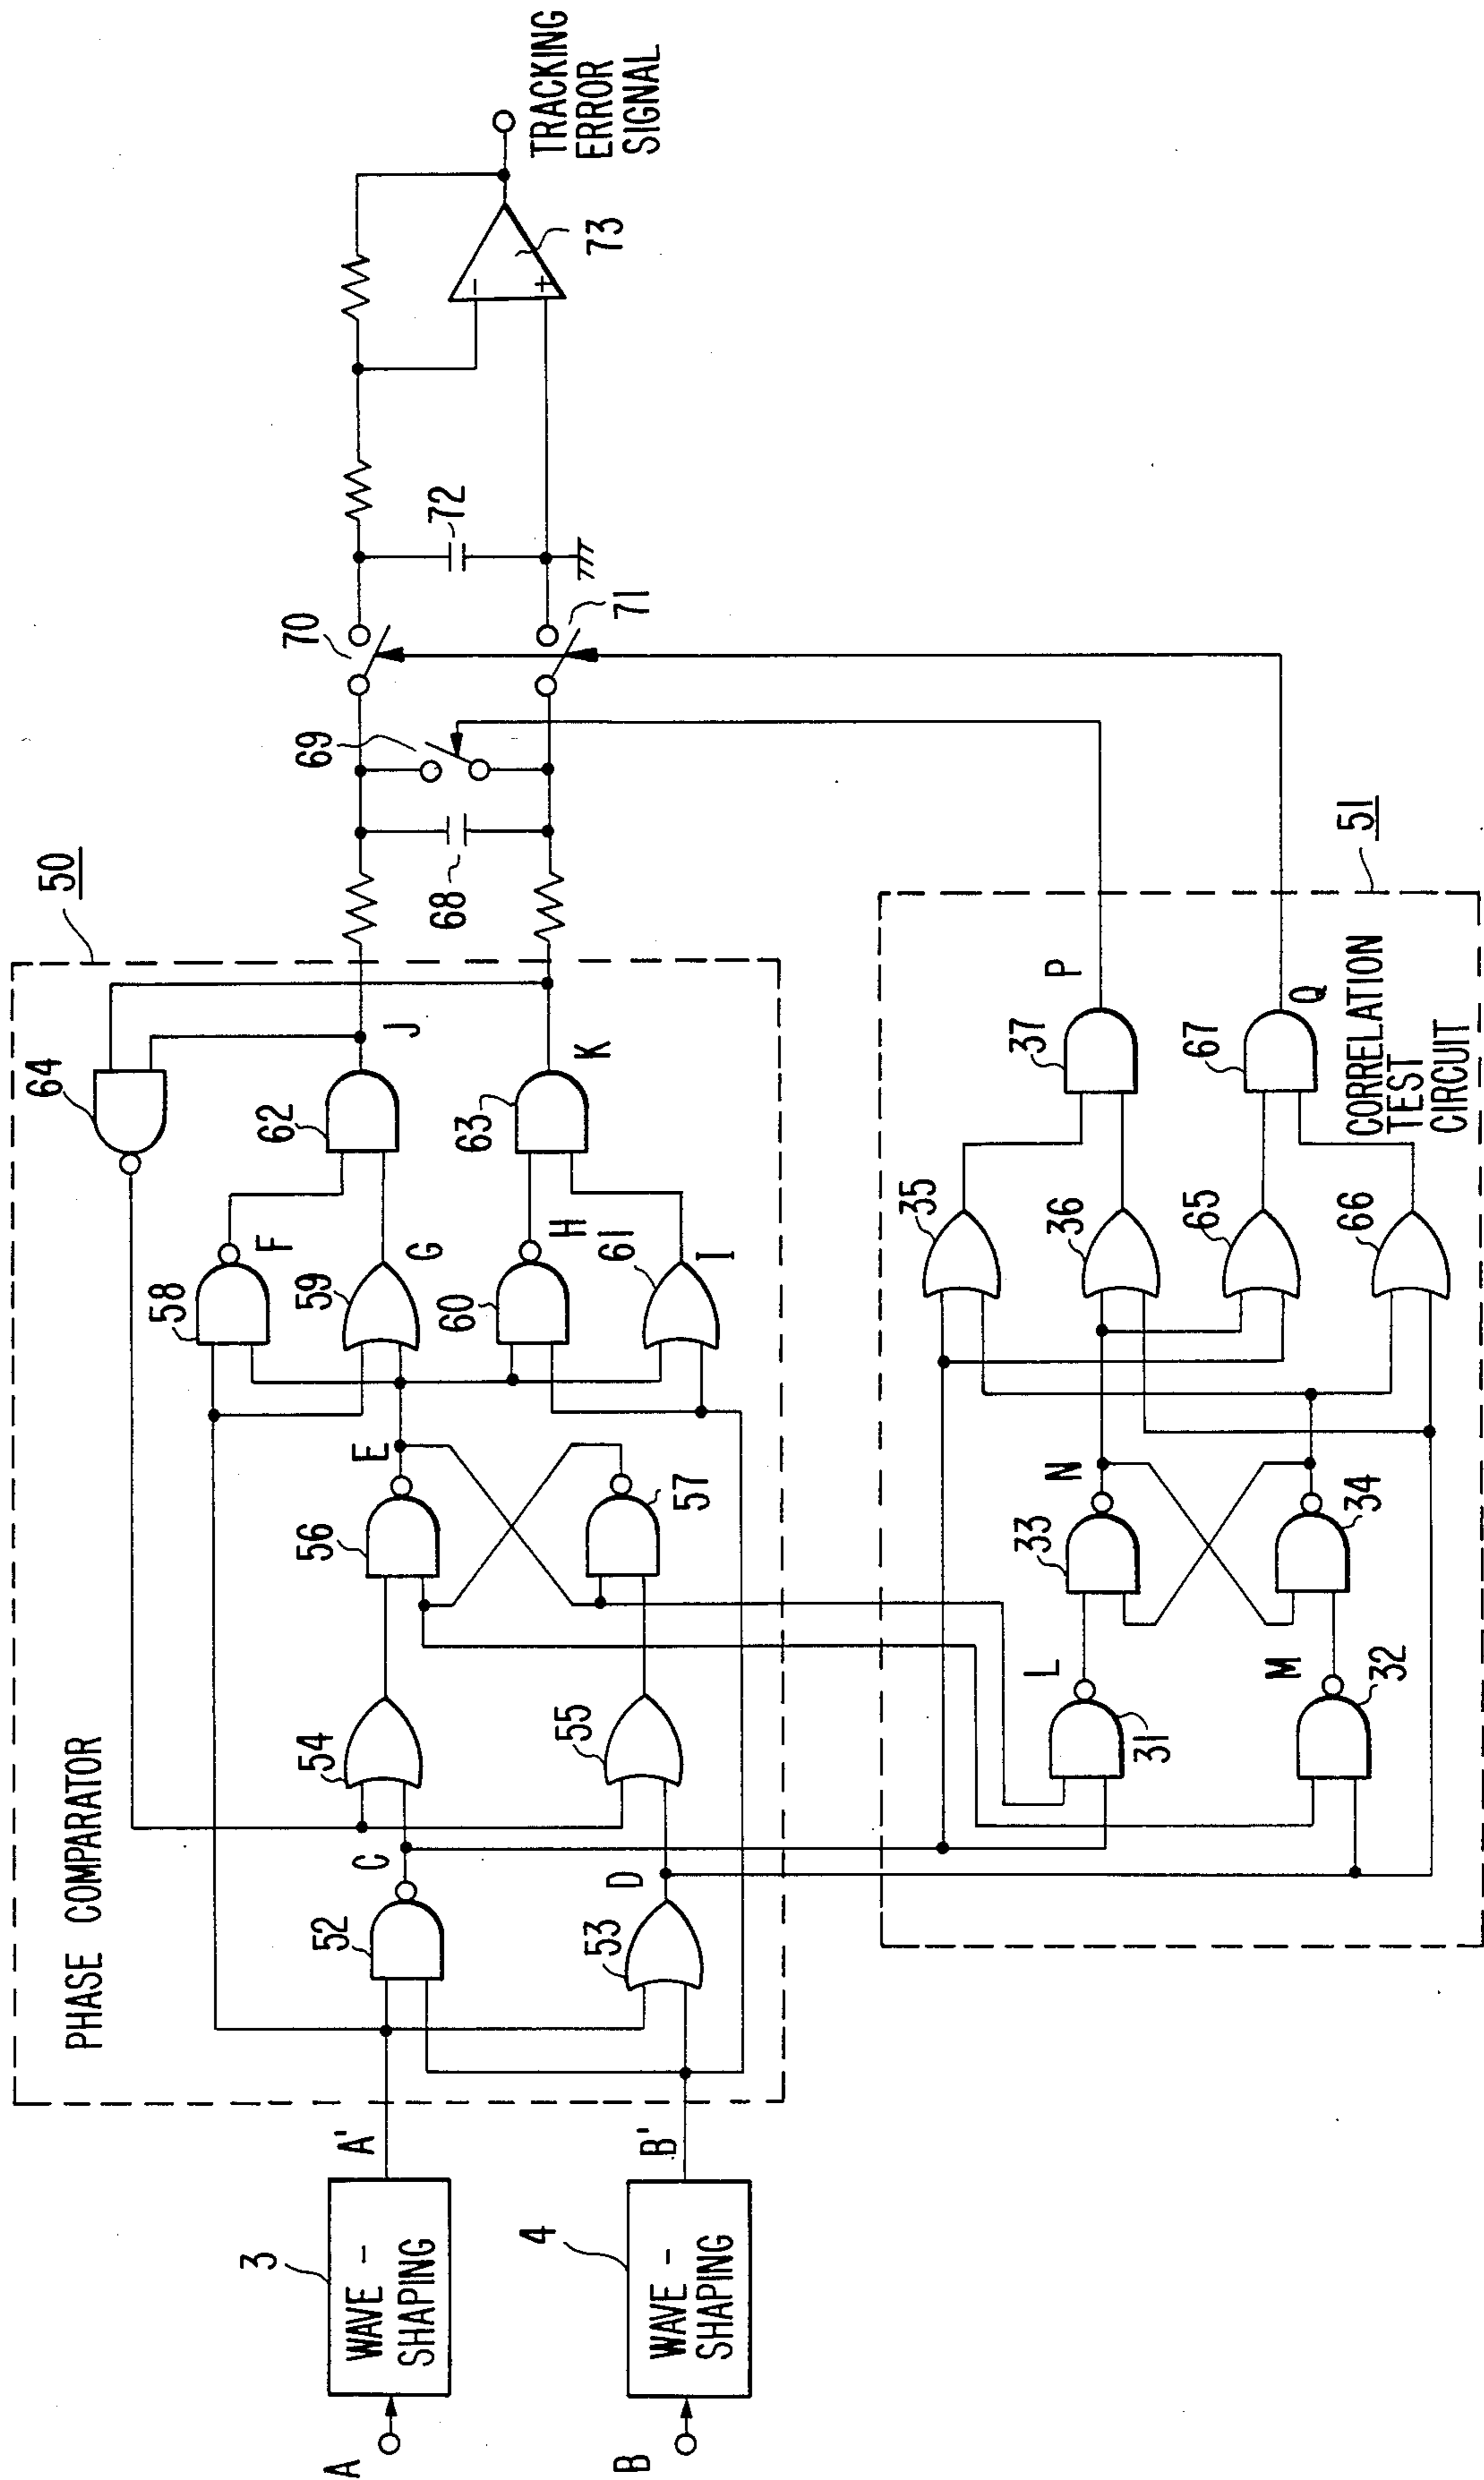 A
3
WAVE -
SHAPING
A'
B
4
WAVE -
SHAPING
B'
PHASE COMPARATOR
50
52
C
53
D
54
55
56
E
57
58
F
59
G
60
H
61
I
62
J
63
K
64
68
69
70
71
72
73
TRACKING
ERROR
SIGNAL
31
L
32
M
33
N
34
35
36
65
66
37
P
67
Q
CORRELATION
TEST
CIRCUIT
51
-
+